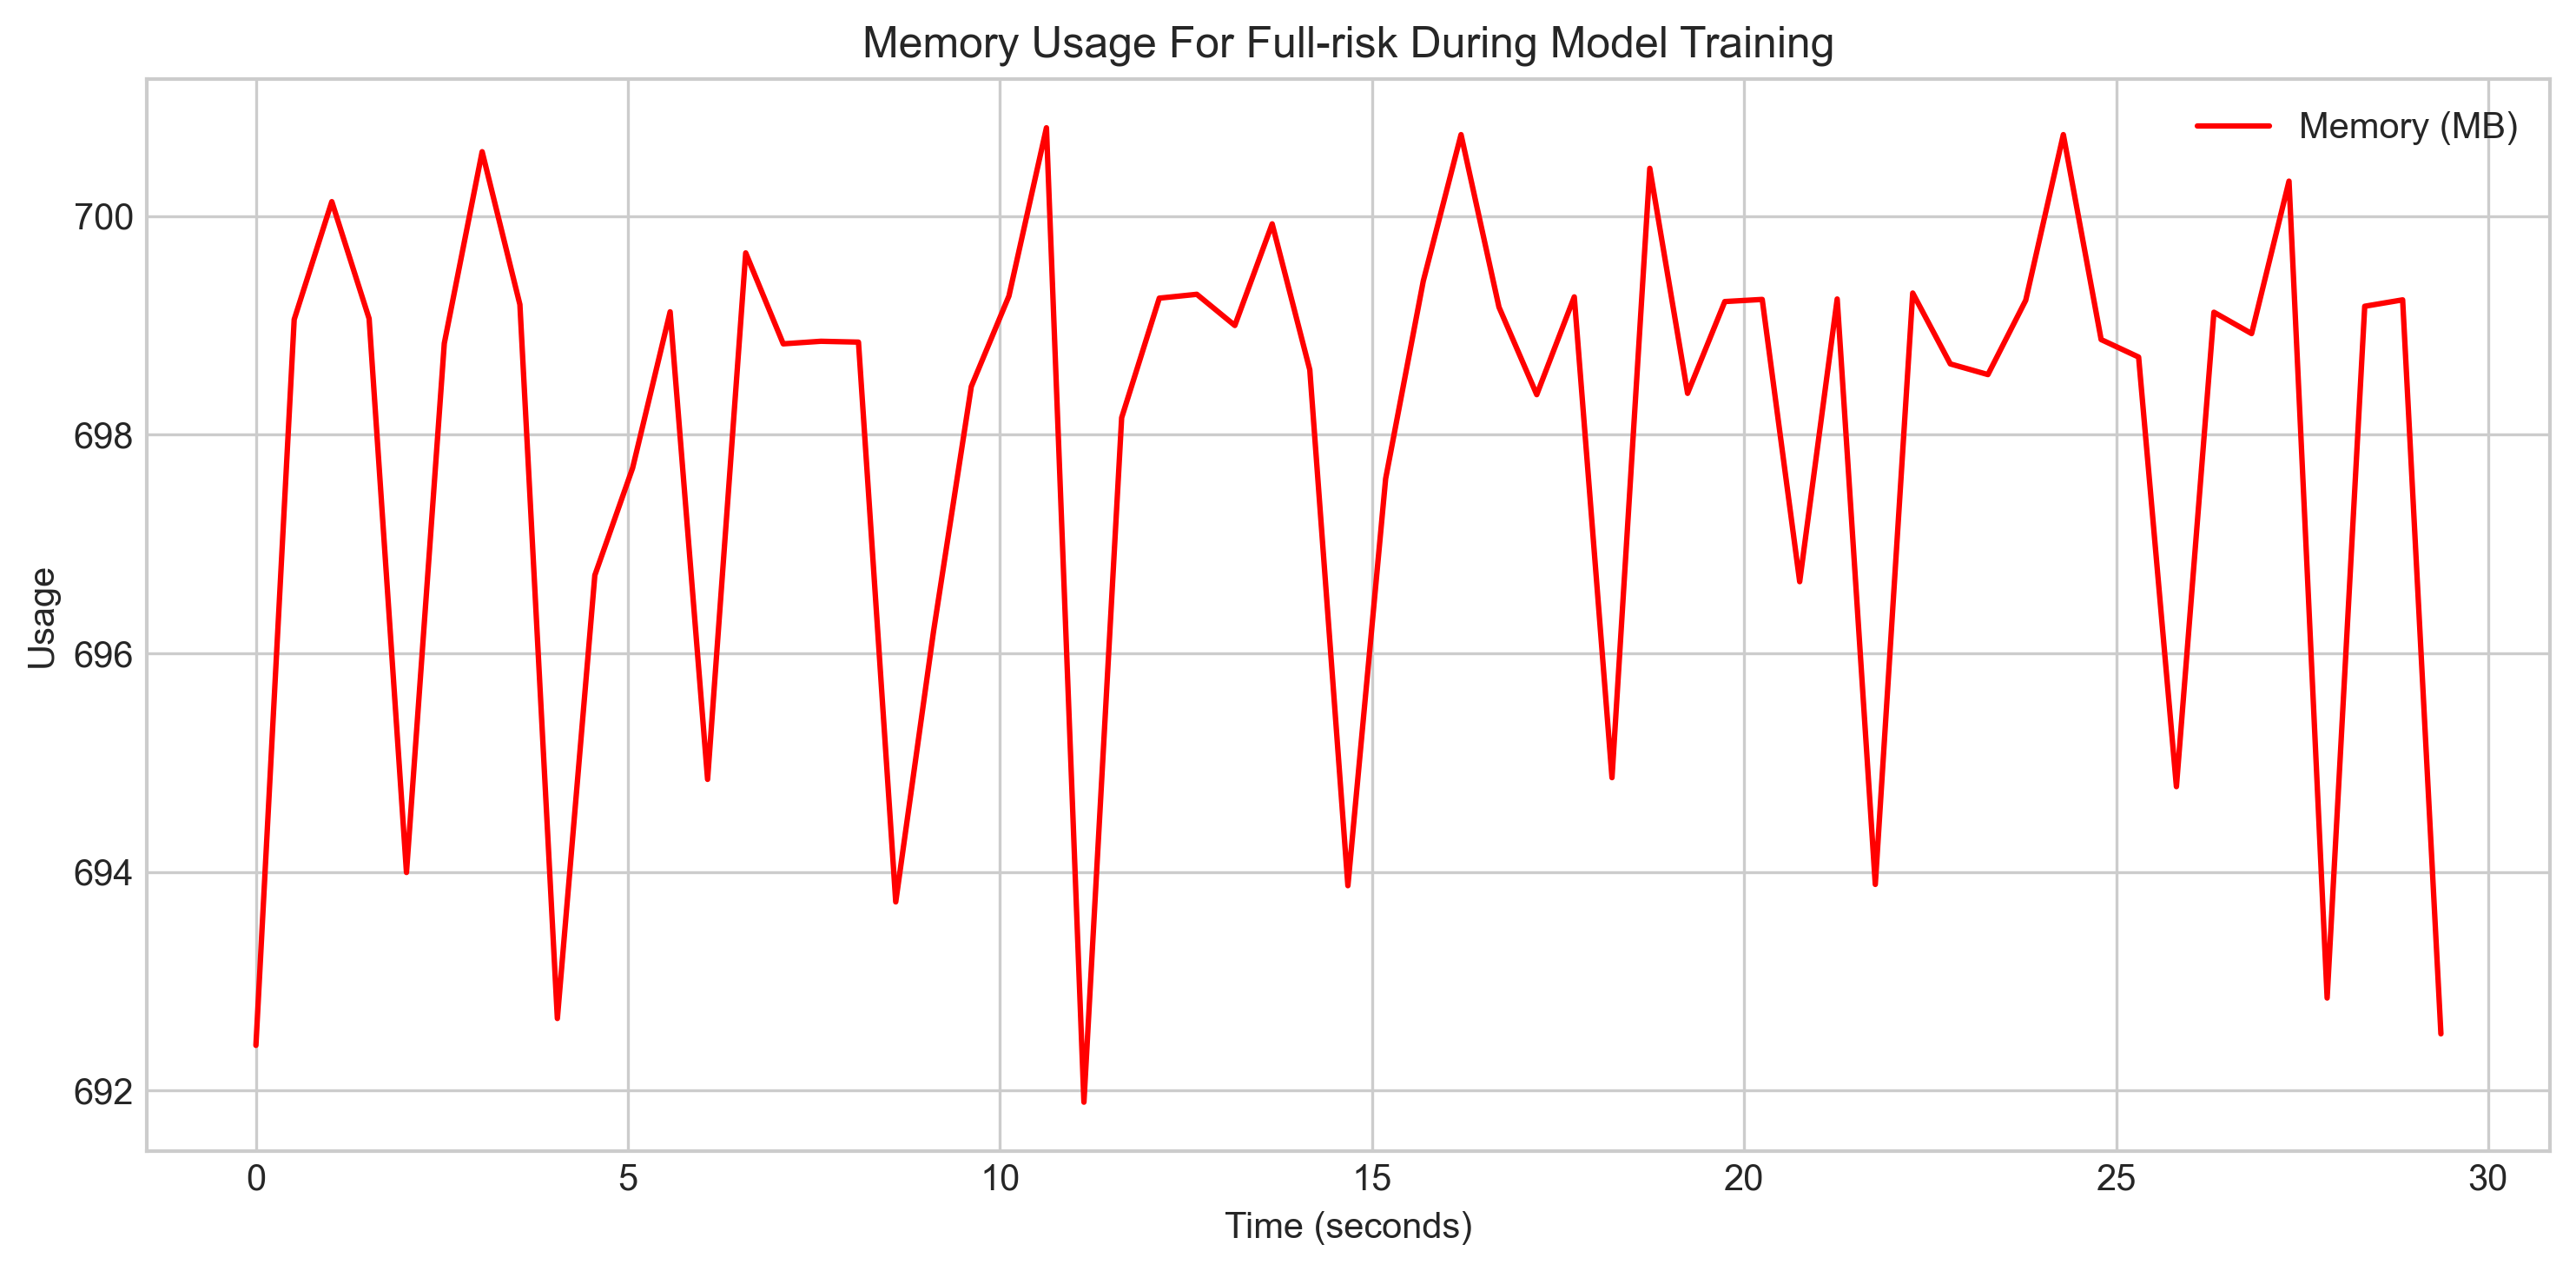 Memory Usage For Full-risk During Model Training
Memory (MB)
700
698
696
694
692
Usage
0 5 10 15 20 25 30
Time (seconds)